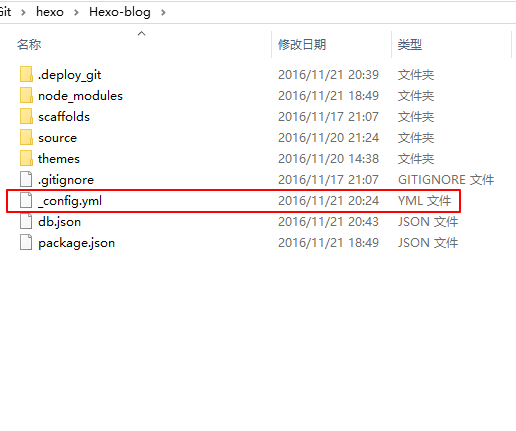 Git > hexo > Hexo-blog >
名称 修改日期 类型
.deploy_git 2016/11/21 20:39 文件夹
node_modules 2016/11/21 18:49 文件夹
scaffolds 2016/11/17 21:07 文件夹
source 2016/11/20 21:24 文件夹
themes 2016/11/20 14:38 文件夹
.gitignore 2016/11/17 21:07 GITIGNORE 文件
_config.yml 2016/11/21 20:24 YML 文件
db.json 2016/11/21 20:43 JSON 文件
package.json 2016/11/21 18:49 JSON 文件